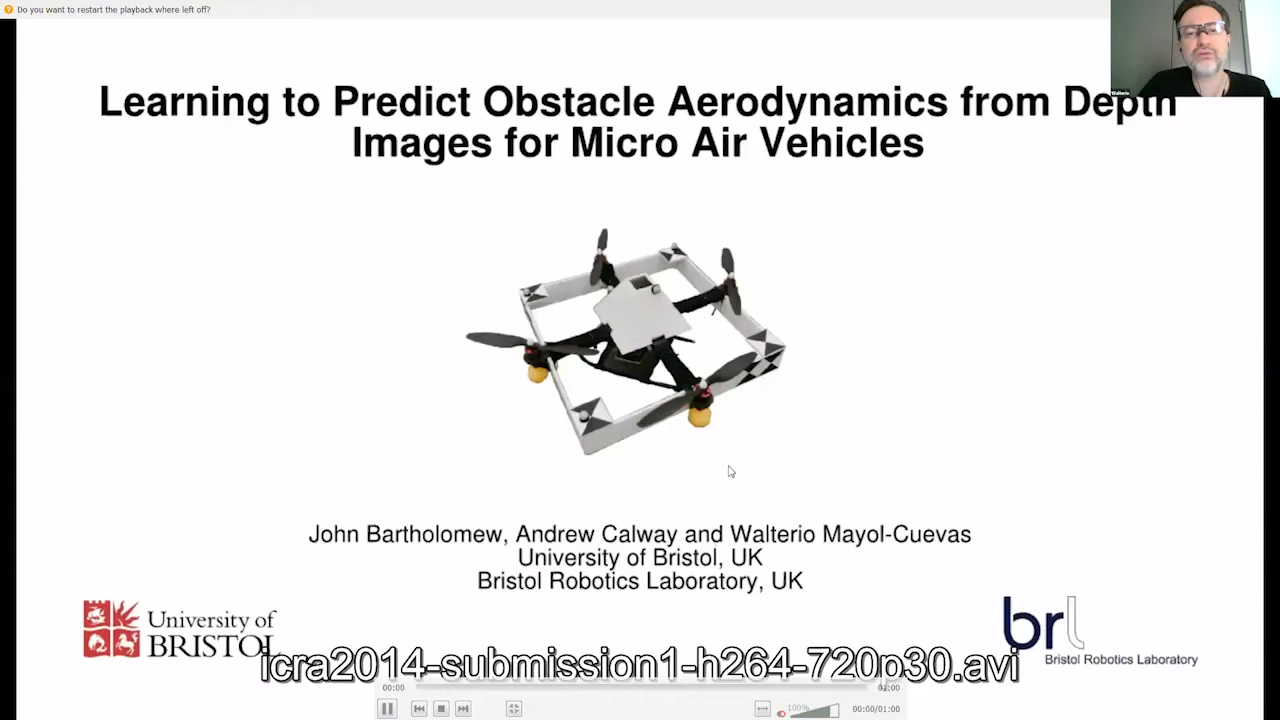 Do you want to restart the playback where left off?
Walterio
Learning to Predict Obstacle Aerodynamics from Depth
Images for Micro Air Vehicles
John Bartholomew, Andrew Calway and Walterio Mayol-Cuevas
University of Bristol, UK
Bristol Robotics Laboratory, UK
University of
BRISTOL
brl
Bristol Robotics Laboratory
icra2014-submission1-h264-720p30.avi
00:00
01:00
100%
00:00/01:00